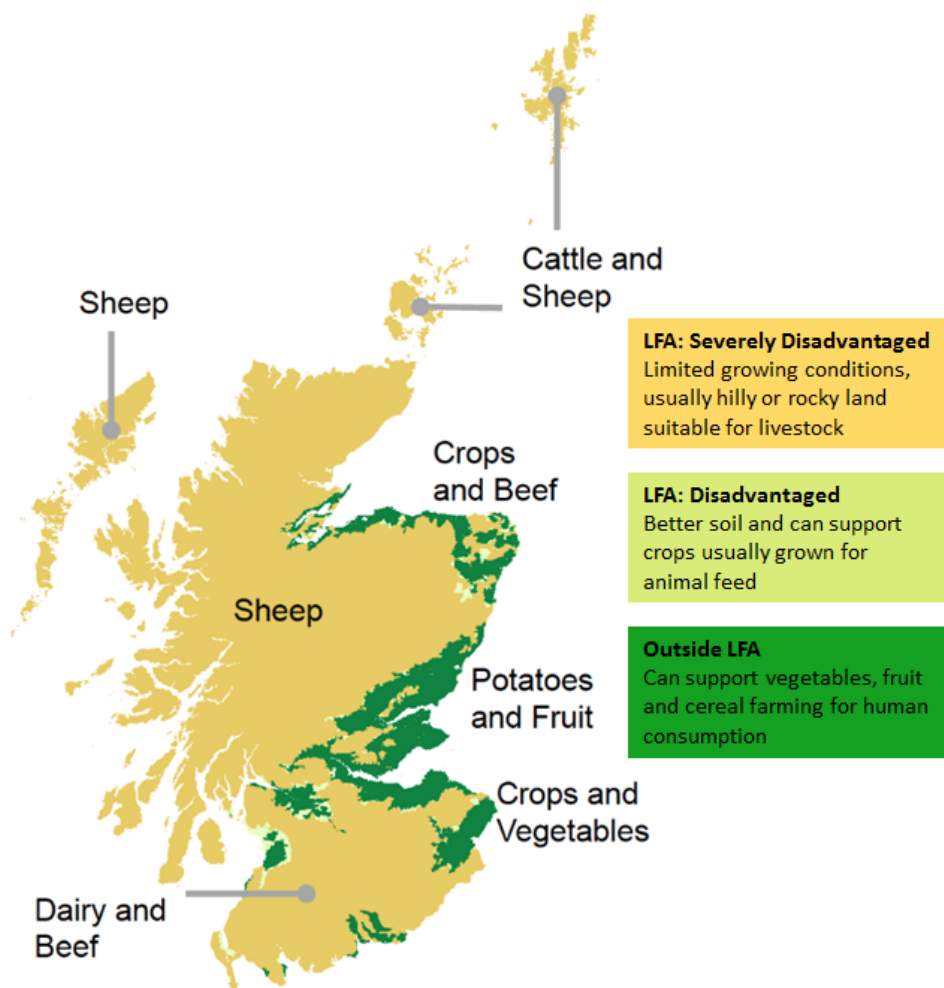 Cattle and
Sheep
Sheep
LFA: Severely Disadvantaged
Limited growing conditions,
usually hilly or rocky land
suitable for livestock
Crops
and Beef
LFA: Disadvantaged
Better soil and can support
crops usually grown for
animal feed
Sheep
Outside LFA
Can support vegetables, fruit
and cereal farming for human
consumption
Potatoes
and Fruit
Crops and
Vegetables
Dairy and
Beef